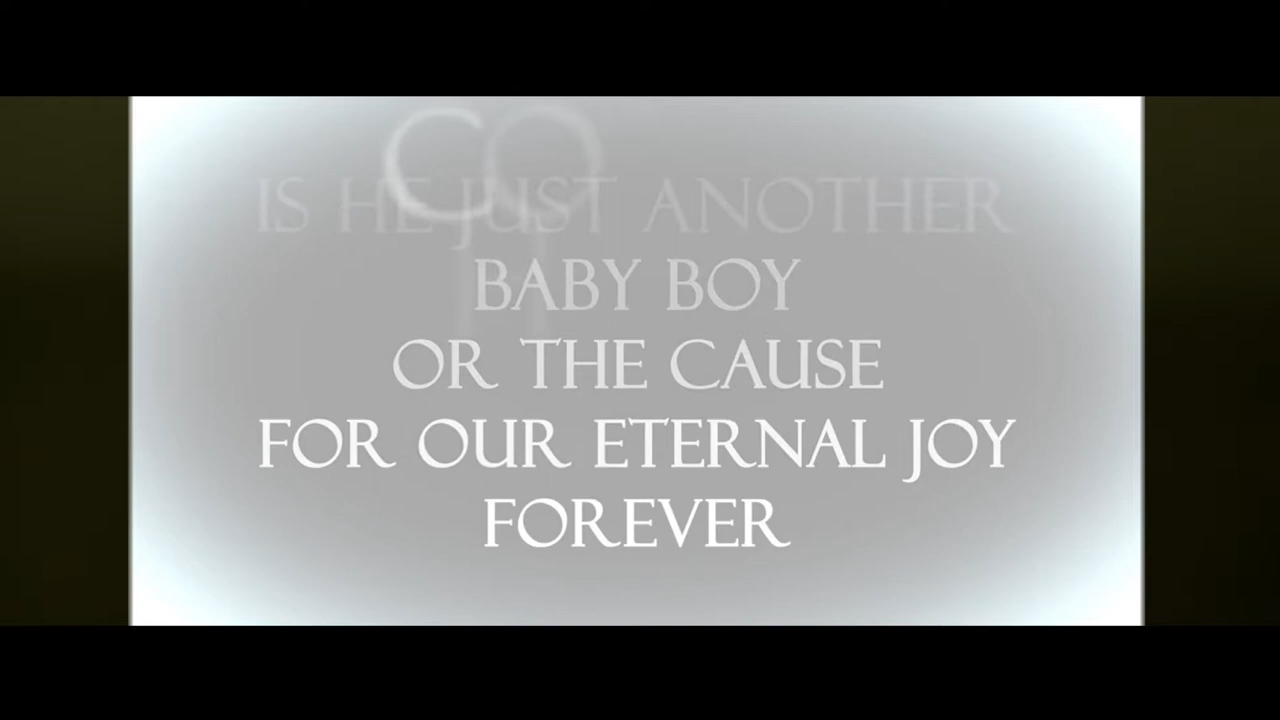 IS HE JUST ANOTHER
BABY BOY
OR THE CAUSE
FOR OUR ETERNAL JOY
FOREVER